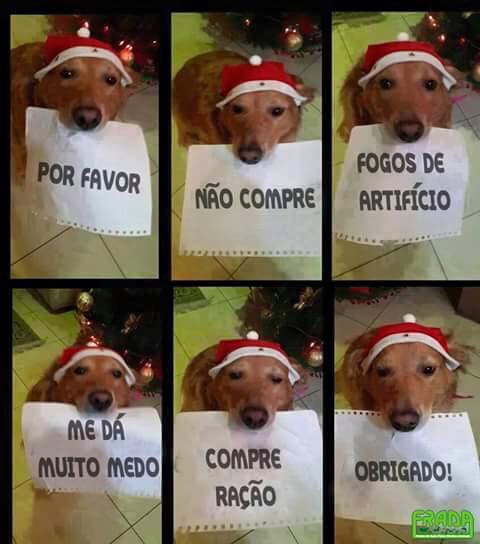 POR FAVOR
NÃO COMPRE
FOGOS DE
ARTIFÍCIO
ME DÁ
MUITO MEDO
COMPRE
RAÇÃO
OBRIGADO!
FRADA